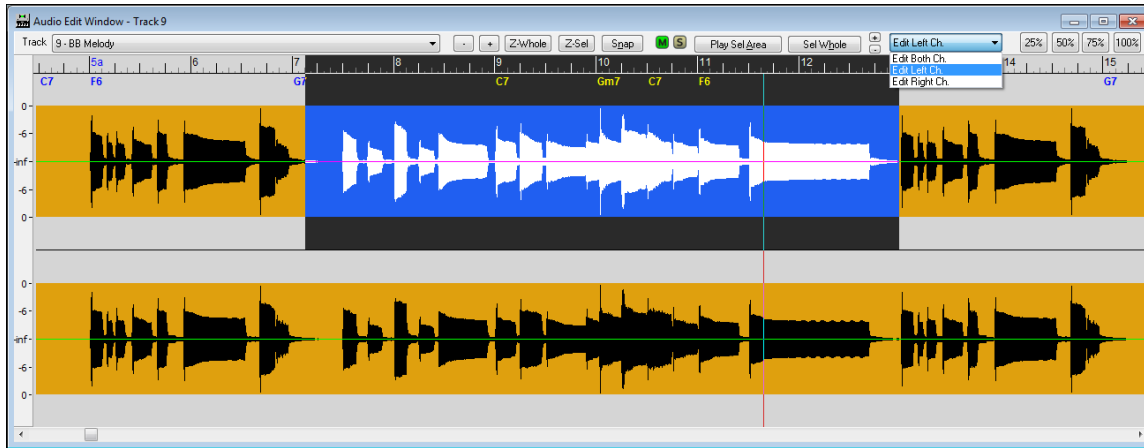 Audio Edit Window - Track 9
Track 9 - BB Melody - + Z-Whole Z-Sel Snap M S Play Sel Area Sel Whole + - Edit Left Ch. 25% 50% 75% 100%
Edit Both Ch.
Edit Left Ch.
Edit Right Ch.
5a 6 7 8 9 10 11 12 14 15
C7 F6 G7 C7 Gm7 C7 F6 G7
0-
-6-
-inf-
-6-
0-
0-
-6-
-inf-
-6-
0-